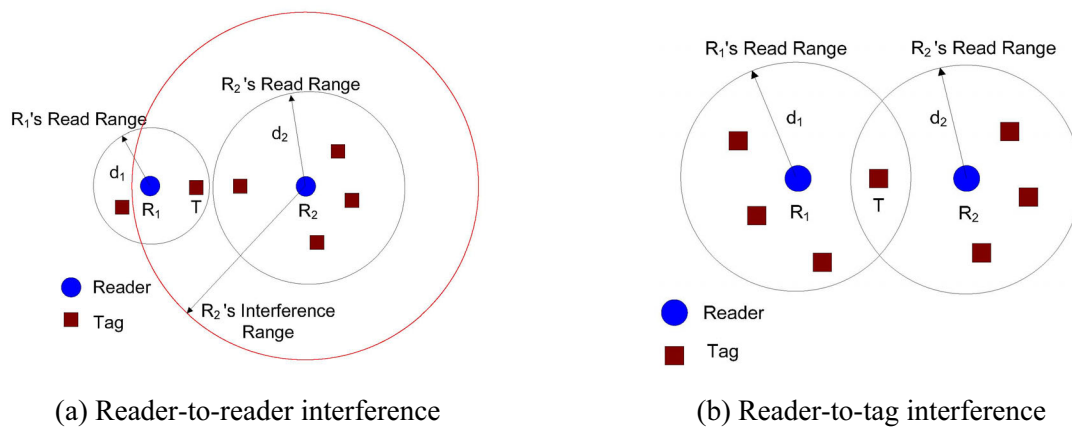 R₂'s Read Range
R₁'s Read Range
d₂
d₁
R₁
T
R₂
Reader
Tag
R₂'s Interference
Range
(a) Reader-to-reader interference
R₁'s Read Range
R₂'s Read Range
d₁
d₂
R₁
T
R₂
Reader
Tag
(b) Reader-to-tag interference